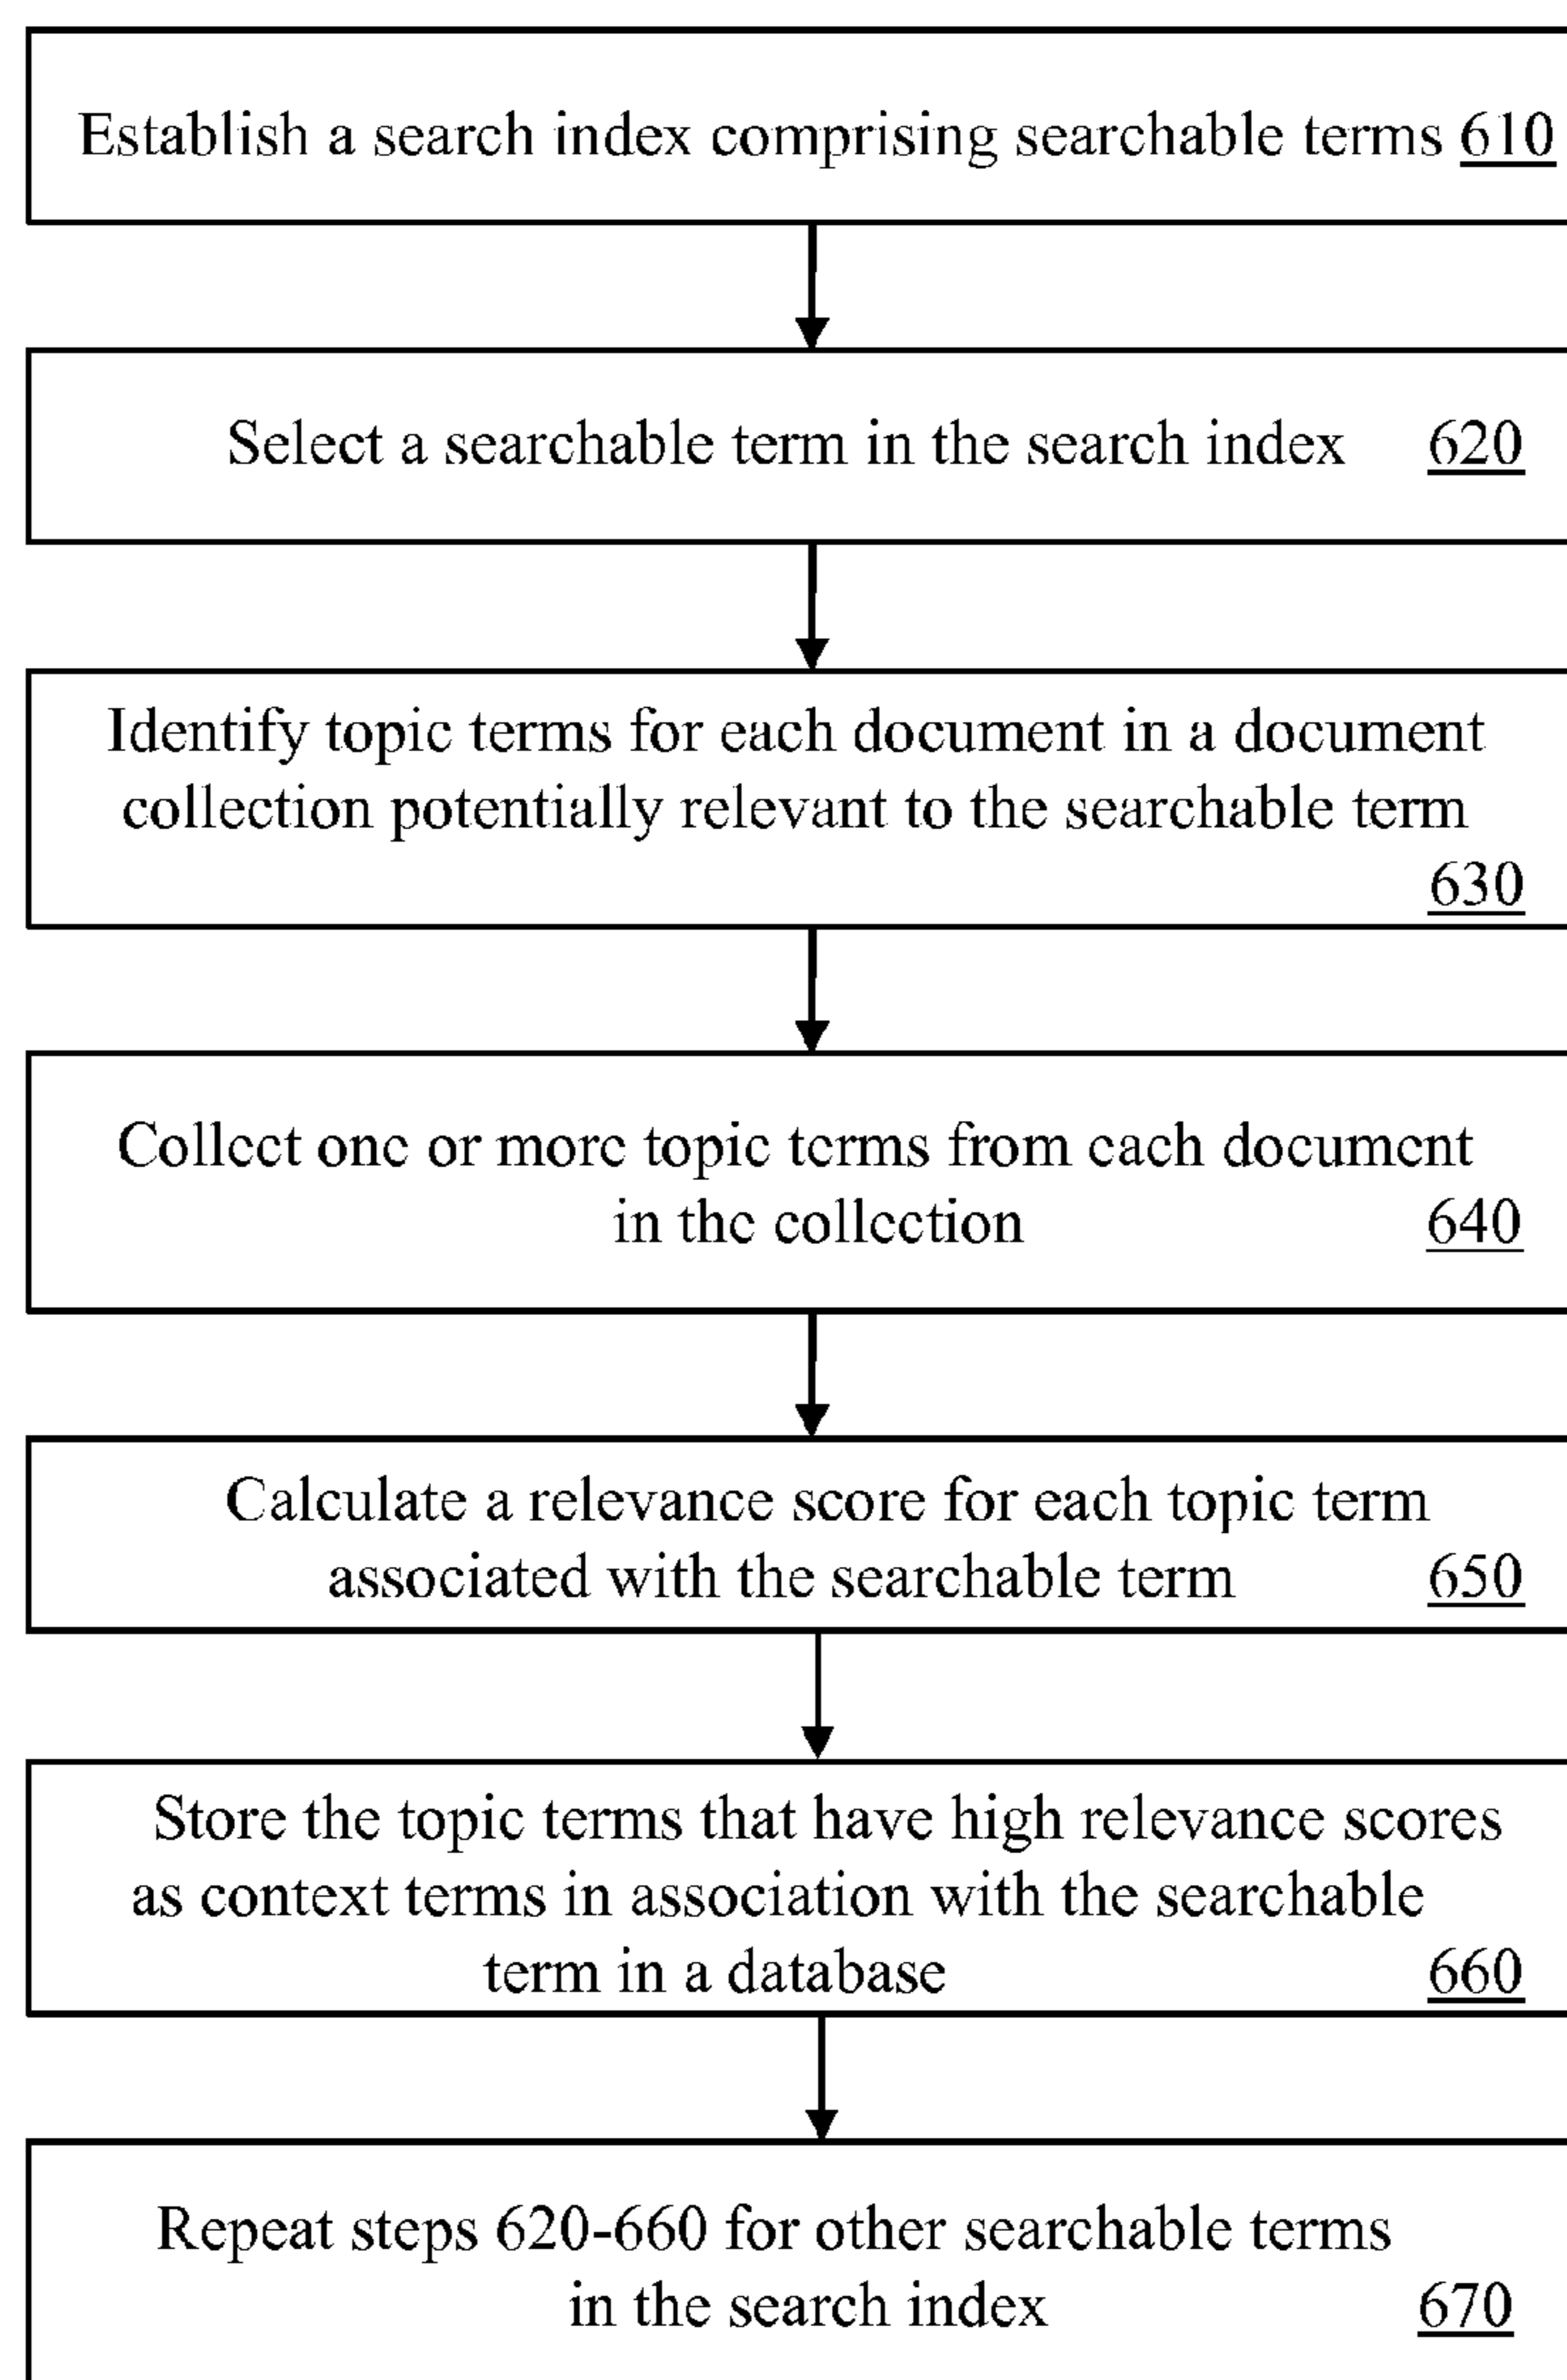 Establish a search index comprising searchable terms 610
Select a searchable term in the search index 620
Identify topic terms for each document in a document
collection potentially relevant to the searchable term
630
Collect one or more topic terms from each document
in the collection 640
Calculate a relevance score for each topic term
associated with the searchable term 650
Store the topic terms that have high relevance scores
as context terms in association with the searchable
term in a database 660
Repeat steps 620-660 for other searchable terms
in the search index 670